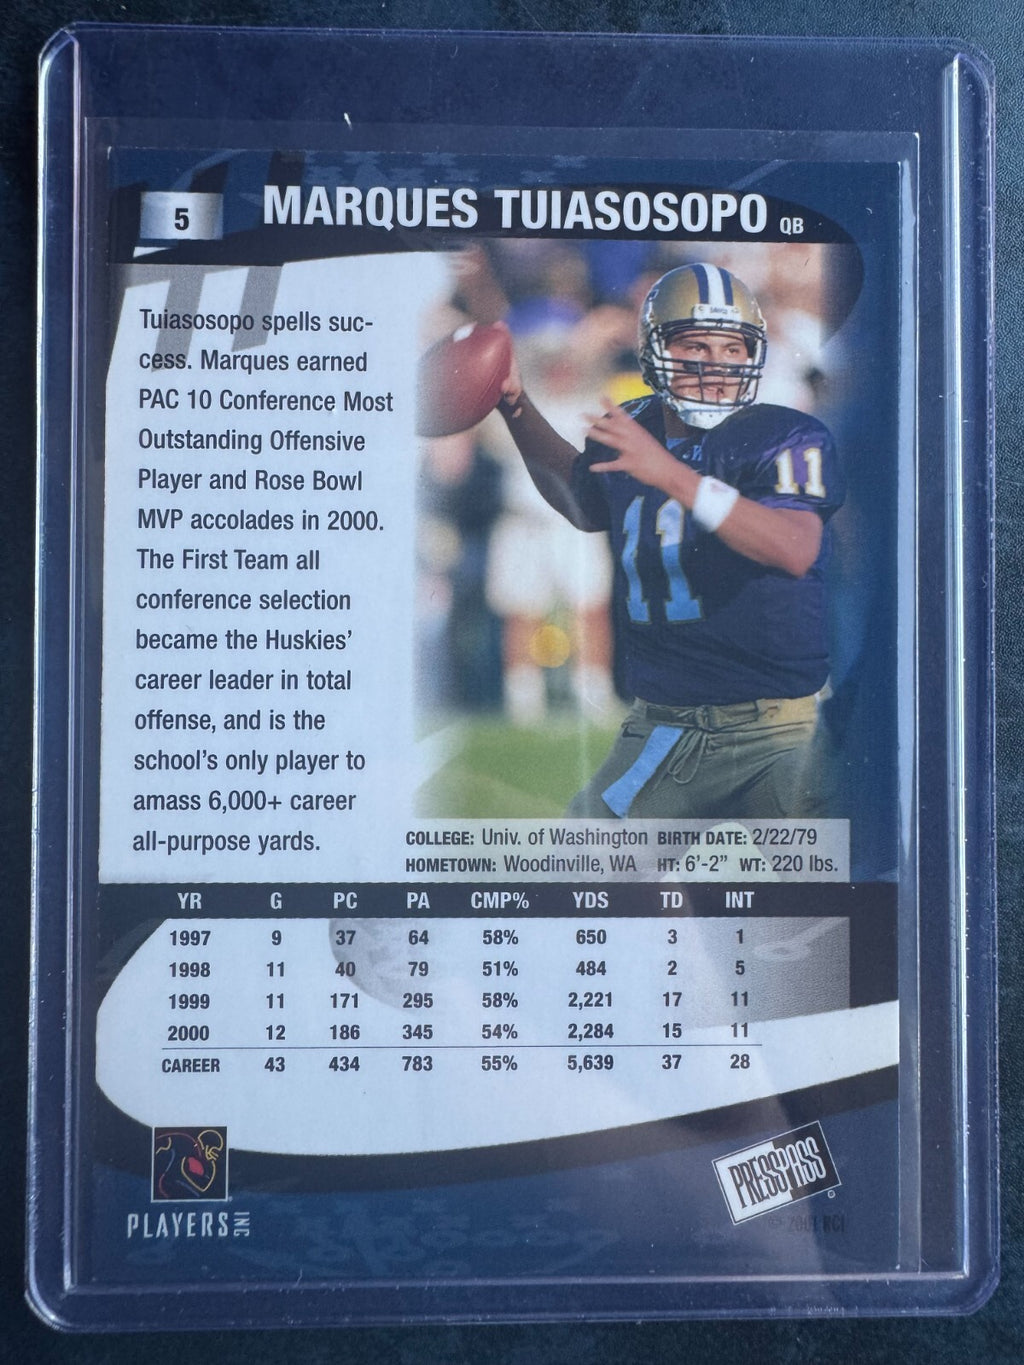 5 MARQUES TUIASOSOPO QB
Tuiasosopo spells suc-
cess. Marques earned
PAC 10 Conference Most
Outstanding Offensive
Player and Rose Bowl
MVP accolades in 2000.
The First Team all
conference selection
became the Huskies'
career leader in total
offense, and is the
school's only player to
amass 6,000+ career
all-purpose yards.
11
11
COLLEGE: Univ. of Washington BIRTH DATE: 2/22/79
HOMETOWN: Woodinville, WA HT: 6'-2" WT: 220 lbs.
YR G PC PA CMP% YDS TD INT
1997 9 37 64 58% 650 3 1
1998 11 40 79 51% 484 2 5
1999 11 171 295 58% 2,221 17 11
2000 12 186 345 54% 2,284 15 11
CAREER 43 434 783 55% 5,639 37 28
PLAYERS INC
PRESSPASS
© 2001 RCI